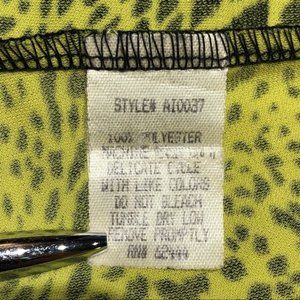 STYLE# AI0037
100% POLYESTER
MACHINE
DELICATE CYCLE
WITH LIKE COLORS
DO NOT BLEACH
TUMBLE DRY LOW
REMOVE PROMPTLY
RN# 62444